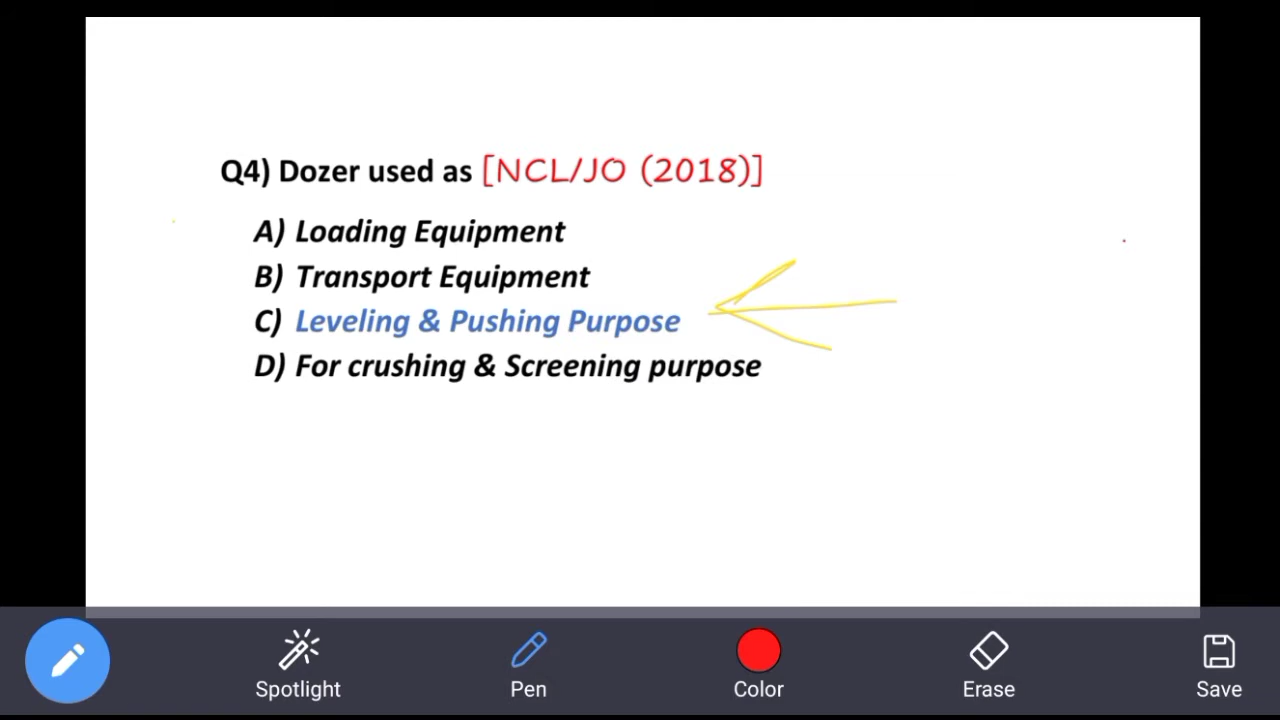 Q4) Dozer used as [NCL/JO (2018)]
A) Loading Equipment
B) Transport Equipment
C) Leveling & Pushing Purpose
D) For crushing & Screening purpose
Spotlight
Pen
Color
Erase
Save